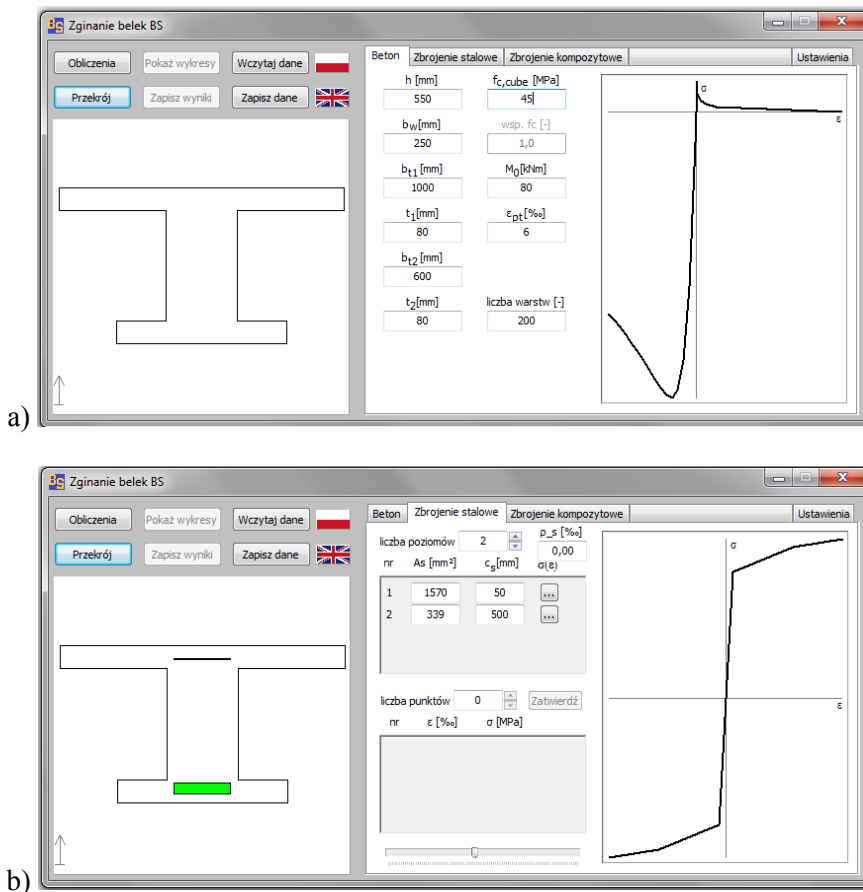 Zginanie belek BS
Obliczenia Pokaż wykresy Wczytaj dane
Przekrój Zapisz wyniki Zapisz dane
Beton Zbrojenie stalowe Zbrojenie kompozytowe Ustawienia
h [mm] fc,cube [MPa]
550 45
bw[mm] wsp. fc [-]
250 1,0
bt1 [mm] M0[kNm]
1000 80
t1[mm] εpt[‰]
80 6
bt2 [mm]
600
t2[mm] liczba warstw [-]
80 200
σ
ε
a)
Zginanie belek BS
Obliczenia Pokaż wykresy Wczytaj dane
Przekrój Zapisz wyniki Zapisz dane
Beton Zbrojenie stalowe Zbrojenie kompozytowe Ustawienia
liczba poziomów 2 ρ_s [‰]
0,00
nr As [mm²] cs[mm] σ(ε)
1 1570 50 ...
2 339 500 ...
liczba punktów 0 Zatwierdź
nr ε [‰] σ [MPa]
σ
ε
b)